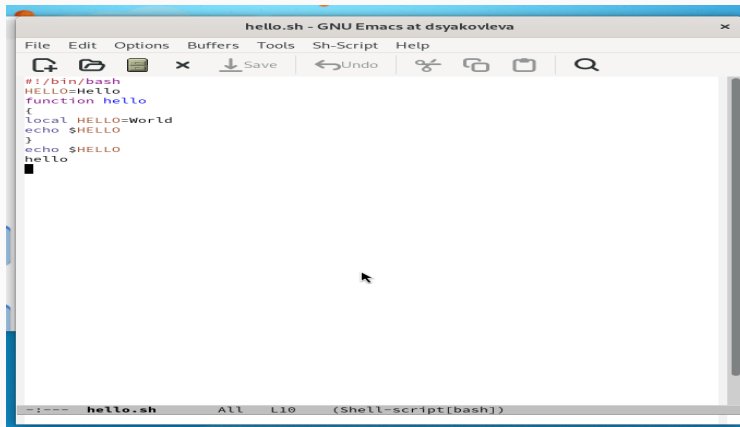 hello.sh - GNU Emacs at dsyakovleva
File Edit Options Buffers Tools Sh-Script Help
Save Undo
#!/bin/bash
HELLO=Hello
function hello
{
local HELLO=World
echo $HELLO
}
echo $HELLO
hello
-:--- hello.sh All L10 (Shell-script[bash])